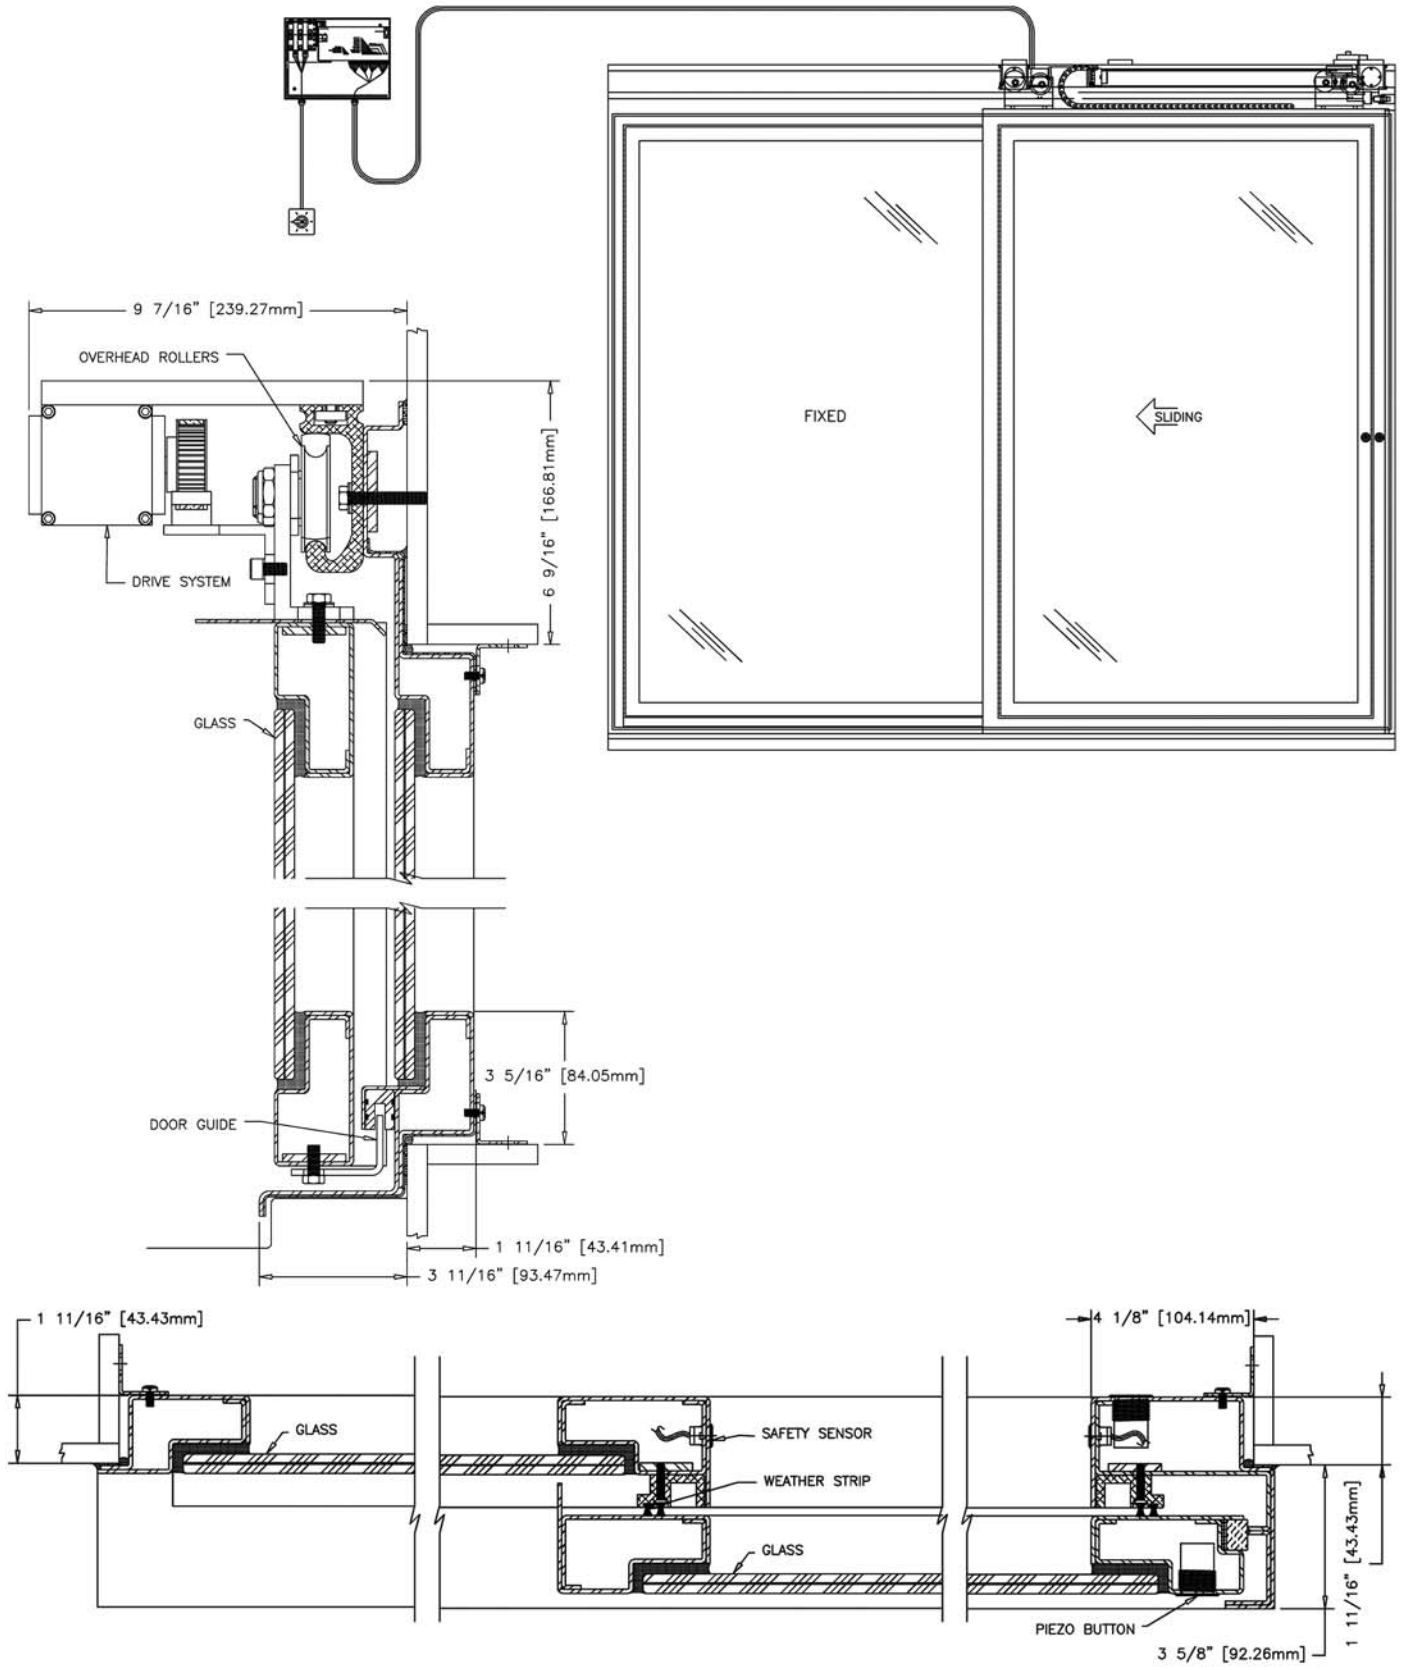 9 7/16" [239.27mm]
OVERHEAD ROLLERS
6 9/16" [166.81mm]
DRIVE SYSTEM
FIXED
SLIDING
GLASS
3 5/16" [84.05mm]
DOOR GUIDE
1 11/16" [43.41mm]
3 11/16" [93.47mm]
1 11/16" [43.43mm]
4 1/8" [104.14mm]
GLASS
SAFETY SENSOR
WEATHER STRIP
GLASS
PIEZO BUTTON
1 11/16" [43.43mm]
3 5/8" [92.26mm]